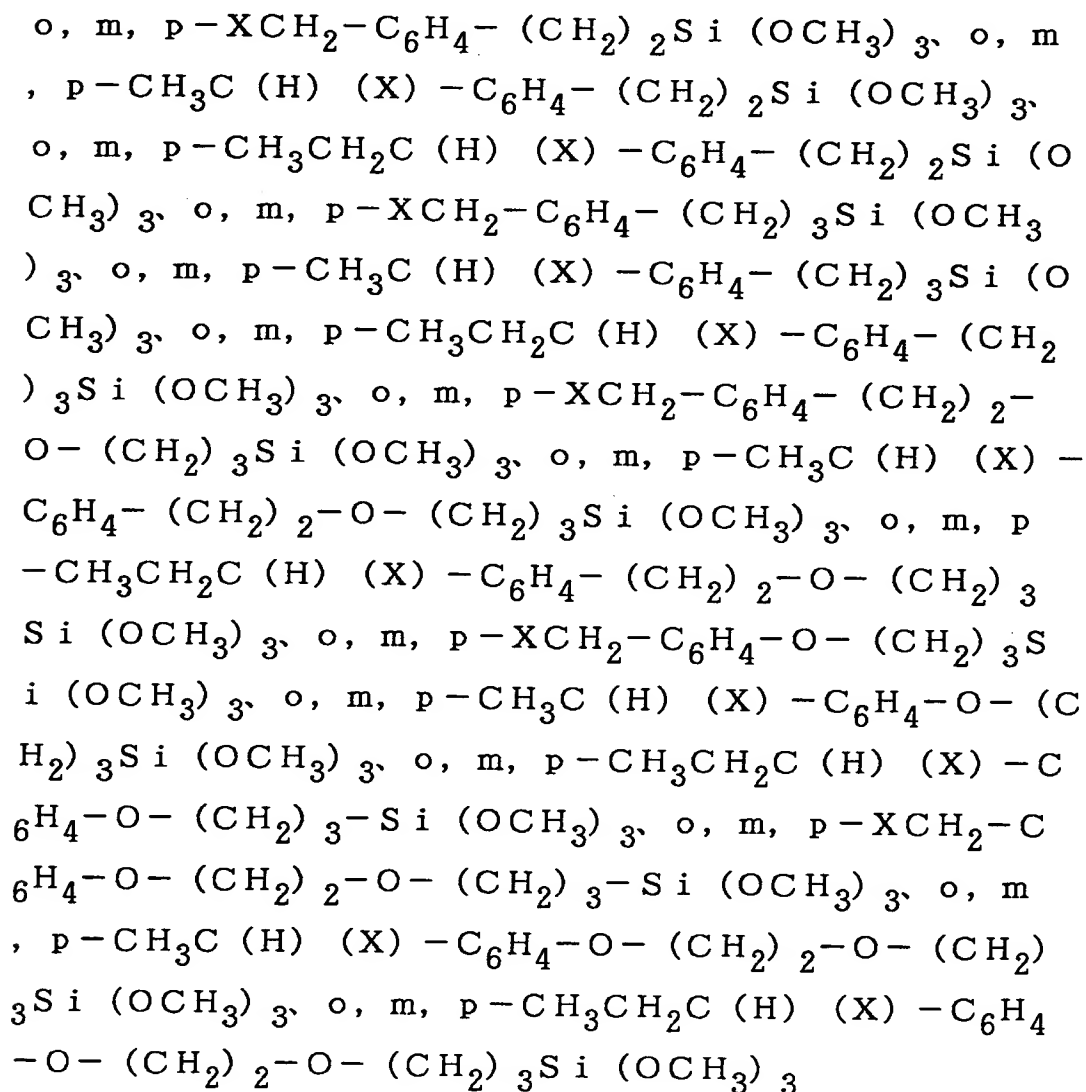 o, m, p－XCH₂－C₆H₄－（CH₂）₂Si（OCH₃）₃、o, m
, p－CH₃C（H）（X）－C₆H₄－（CH₂）₂Si（OCH₃）₃、
o, m, p－CH₃CH₂C（H）（X）－C₆H₄－（CH₂）₂Si（O
CH₃）₃、o, m, p－XCH₂－C₆H₄－（CH₂）₃Si（OCH₃
）₃、o, m, p－CH₃C（H）（X）－C₆H₄－（CH₂）₃Si（O
CH₃）₃、o, m, p－CH₃CH₂C（H）（X）－C₆H₄－（CH₂
）₃Si（OCH₃）₃、o, m, p－XCH₂－C₆H₄－（CH₂）₂－
O－（CH₂）₃Si（OCH₃）₃、o, m, p－CH₃C（H）（X）－
C₆H₄－（CH₂）₂－O－（CH₂）₃Si（OCH₃）₃、o, m, p
－CH₃CH₂C（H）（X）－C₆H₄－（CH₂）₂－O－（CH₂）₃
Si（OCH₃）₃、o, m, p－XCH₂－C₆H₄－O－（CH₂）₃S
i（OCH₃）₃、o, m, p－CH₃C（H）（X）－C₆H₄－O－（C
H₂）₃Si（OCH₃）₃、o, m, p－CH₃CH₂C（H）（X）－C
₆H₄－O－（CH₂）₃－Si（OCH₃）₃、o, m, p－XCH₂－C
₆H₄－O－（CH₂）₂－O－（CH₂）₃－Si（OCH₃）₃、o, m
, p－CH₃C（H）（X）－C₆H₄－O－（CH₂）₂－O－（CH₂）
₃Si（OCH₃）₃、o, m, p－CH₃CH₂C（H）（X）－C₆H₄
－O－（CH₂）₂－O－（CH₂）₃Si（OCH₃）₃